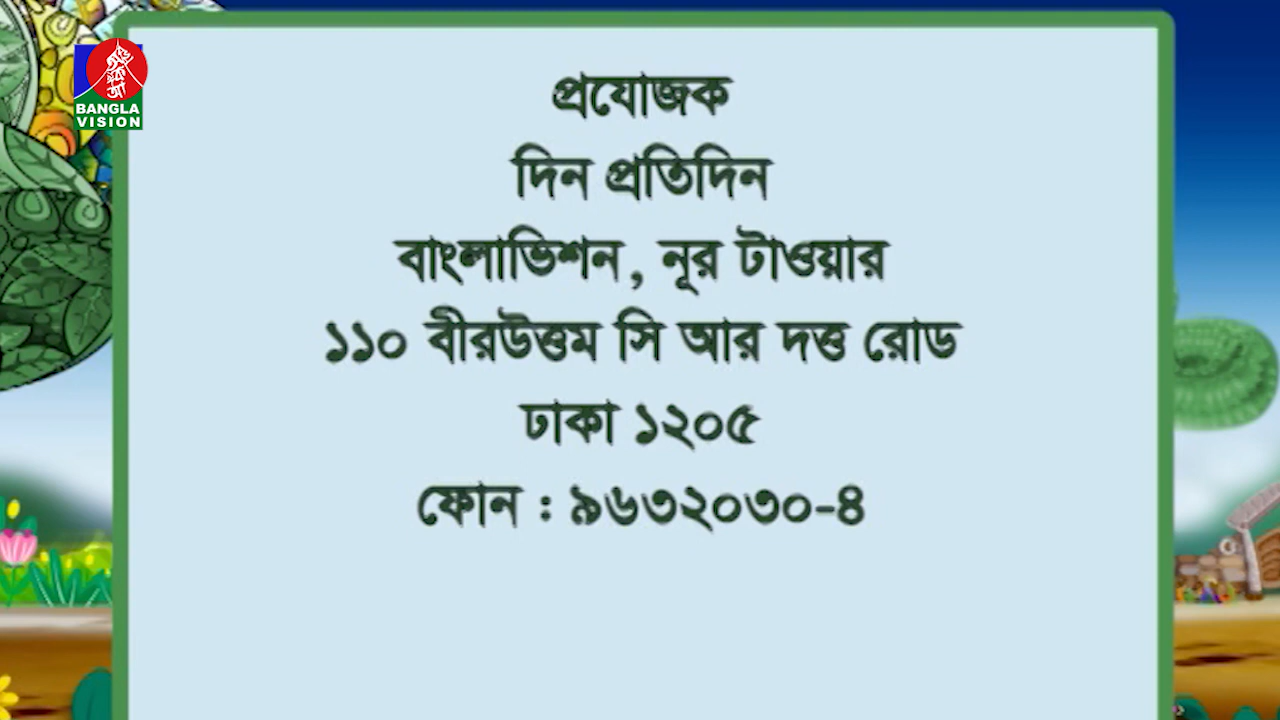 BANGLA
VISION
প্রযোজক
দিন প্রতিদিন
বাংলাভিশন, নূর টাওয়ার
১১০ বীরউত্তম সি আর দত্ত রোড
ঢাকা ১২০৫
ফোন : ৯৬৩২০৩০-৪